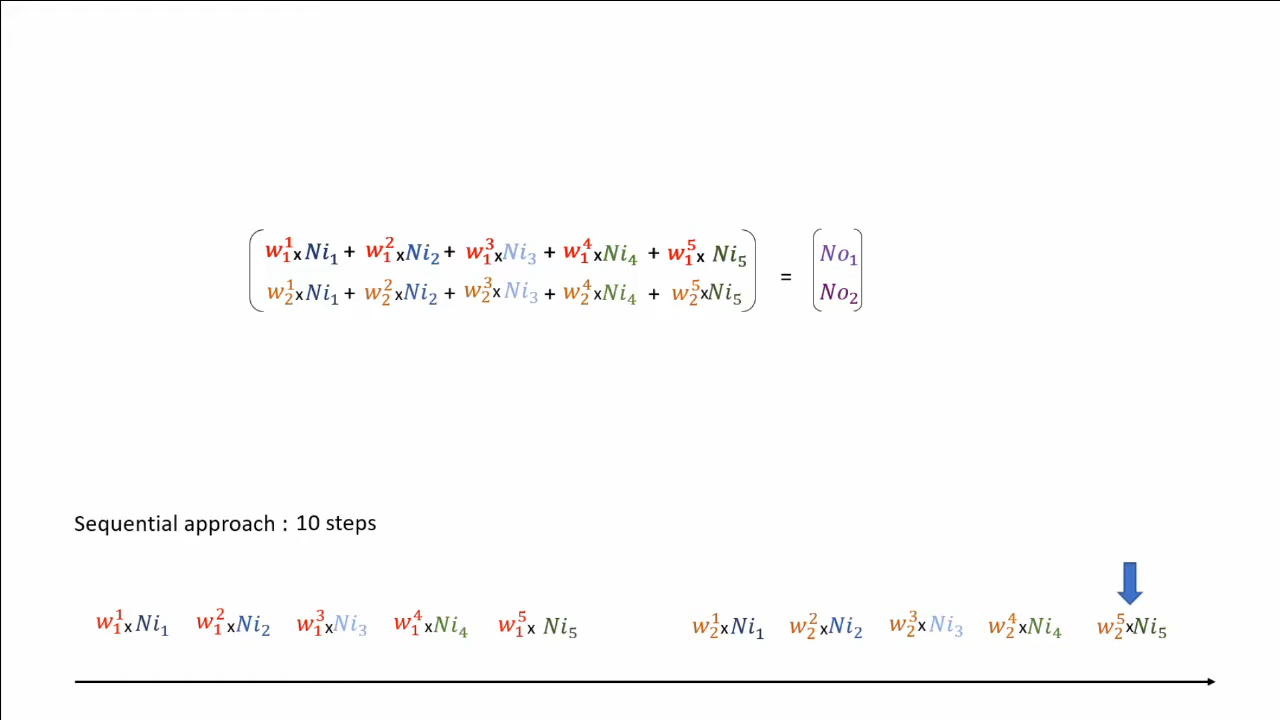 w₁¹xNi₁ + w₁²xNi₂ + w₁³xNi₃ + w₁⁴xNi₄ + w₁⁵x Ni₅ = No₁
w₂¹xNi₁ + w₂²xNi₂ + w₂³xNi₃ + w₂⁴xNi₄ + w₂⁵xNi₅ No₂
Sequential approach : 10 steps
w₁¹xNi₁ w₁²xNi₂ w₁³xNi₃ w₁⁴xNi₄ w₁⁵x Ni₅ w₂¹xNi₁ w₂²xNi₂ w₂³xNi₃ w₂⁴xNi₄ w₂⁵xNi₅